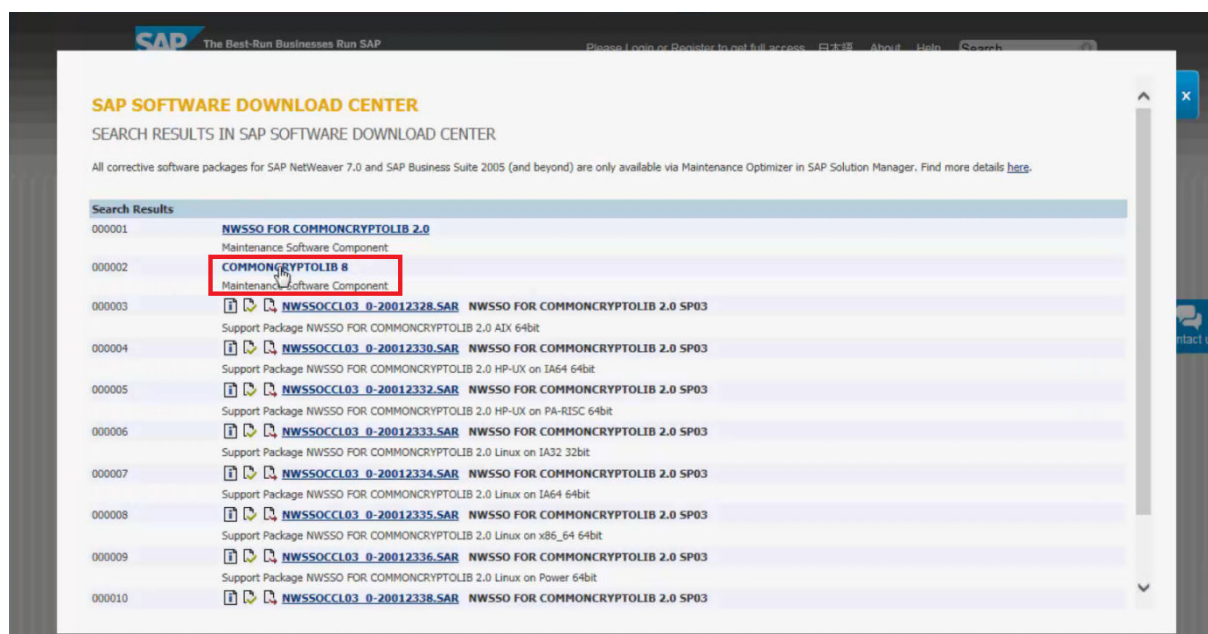 SAP The Best-Run Businesses Run SAP
Please Login or Register to get full access 日本語 About Help Search
x
SAP SOFTWARE DOWNLOAD CENTER
SEARCH RESULTS IN SAP SOFTWARE DOWNLOAD CENTER
All corrective software packages for SAP NetWeaver 7.0 and SAP Business Suite 2005 (and beyond) are only available via Maintenance Optimizer in SAP Solution Manager. Find more details here.
Search Results
000001 NWSSO FOR COMMONCRYPTOLIB 2.0
Maintenance Software Component
000002 COMMONCRYPTOLIB 8
Maintenance Software Component
000003 NWSSOCCL03_0-20012328.SAR NWSSO FOR COMMONCRYPTOLIB 2.0 SP03
Support Package NWSSO FOR COMMONCRYPTOLIB 2.0 AIX 64bit
000004 NWSSOCCL03_0-20012330.SAR NWSSO FOR COMMONCRYPTOLIB 2.0 SP03
Support Package NWSSO FOR COMMONCRYPTOLIB 2.0 HP-UX on IA64 64bit
000005 NWSSOCCL03_0-20012332.SAR NWSSO FOR COMMONCRYPTOLIB 2.0 SP03
Support Package NWSSO FOR COMMONCRYPTOLIB 2.0 HP-UX on PA-RISC 64bit
000006 NWSSOCCL03_0-20012333.SAR NWSSO FOR COMMONCRYPTOLIB 2.0 SP03
Support Package NWSSO FOR COMMONCRYPTOLIB 2.0 Linux on IA32 32bit
000007 NWSSOCCL03_0-20012334.SAR NWSSO FOR COMMONCRYPTOLIB 2.0 SP03
Support Package NWSSO FOR COMMONCRYPTOLIB 2.0 Linux on IA64 64bit
000008 NWSSOCCL03_0-20012335.SAR NWSSO FOR COMMONCRYPTOLIB 2.0 SP03
Support Package NWSSO FOR COMMONCRYPTOLIB 2.0 Linux on x86_64 64bit
000009 NWSSOCCL03_0-20012336.SAR NWSSO FOR COMMONCRYPTOLIB 2.0 SP03
Support Package NWSSO FOR COMMONCRYPTOLIB 2.0 Linux on Power 64bit
000010 NWSSOCCL03_0-20012338.SAR NWSSO FOR COMMONCRYPTOLIB 2.0 SP03